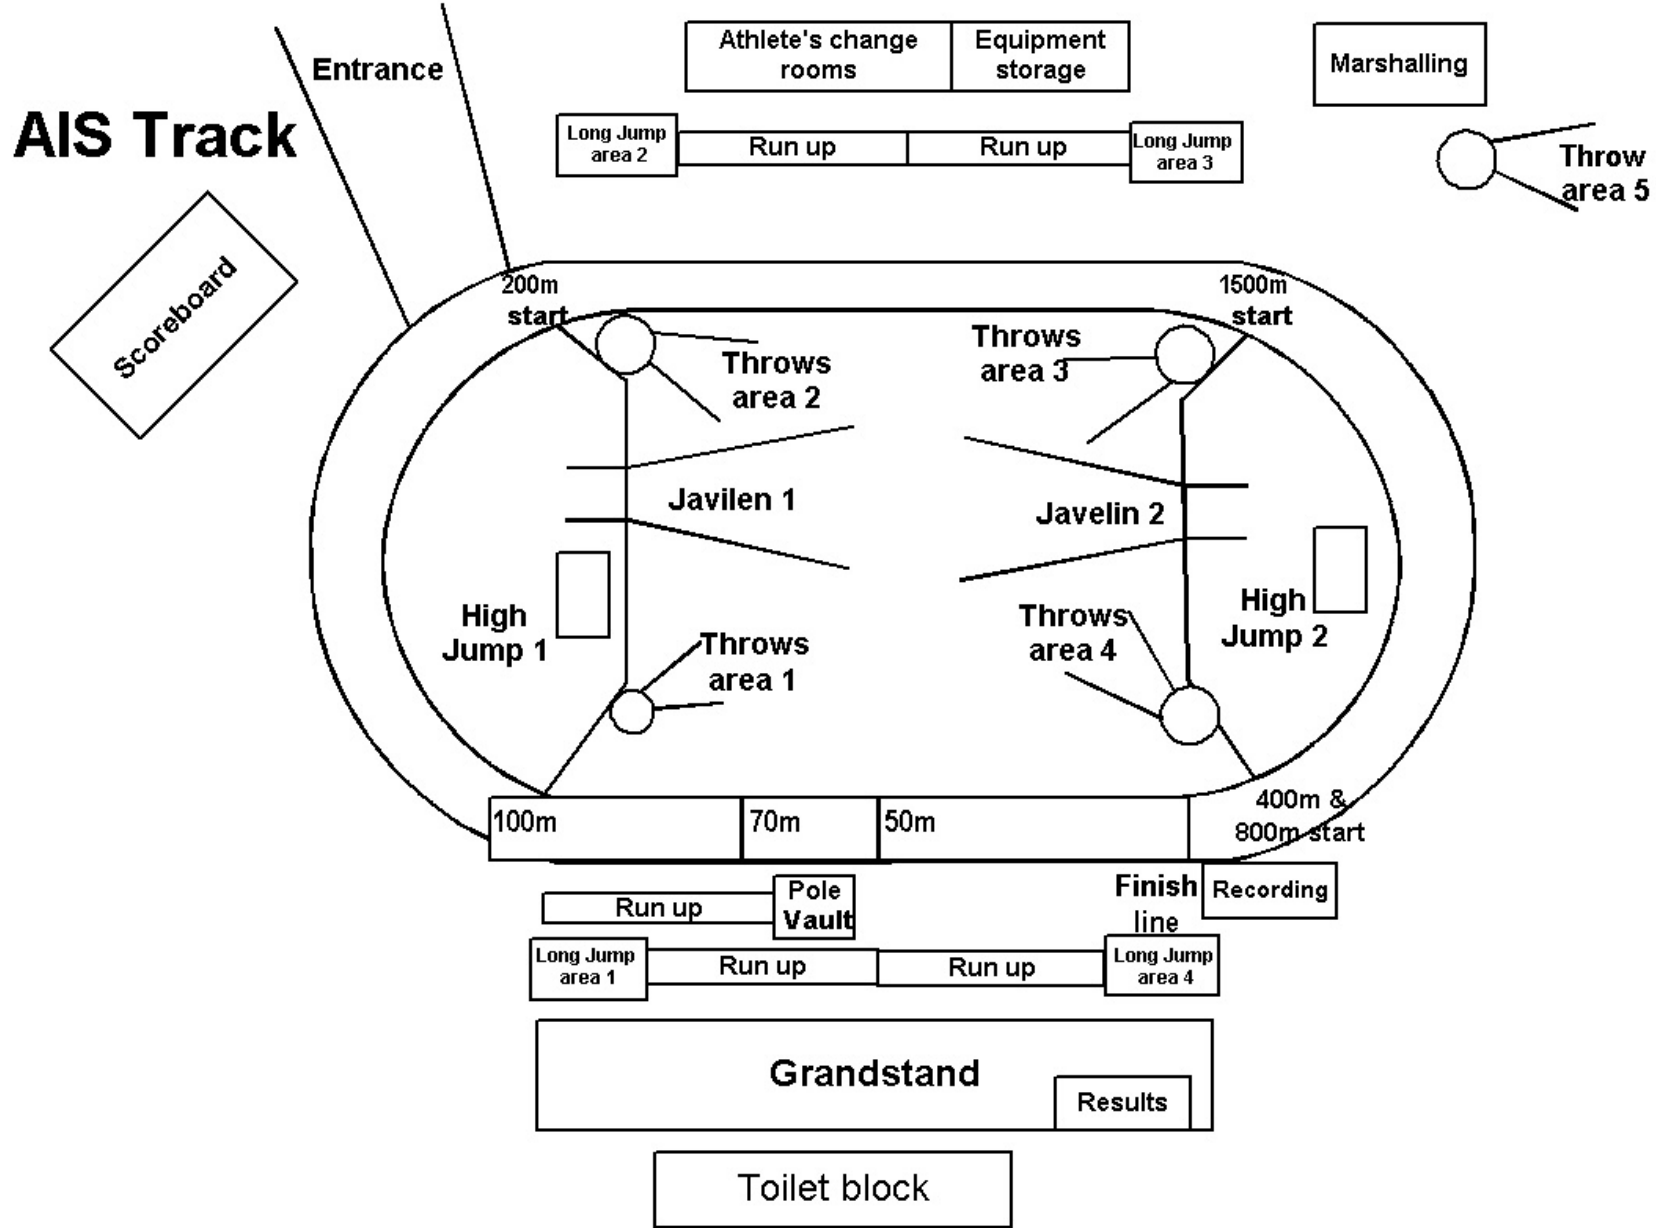 Entrance
AIS Track
Scoreboard
Athlete's change
rooms
Equipment
storage
Marshalling
Long Jump
area 2
Run up
Run up
Long Jump
area 3
Throw
area 5
200m
start
1500m
start
Throws
area 2
Throws
area 3
Javilen 1
Javelin 2
High
Jump 1
High
Jump 2
Throws
area 1
Throws
area 4
100m
70m
50m
400m &
800m start
Run up
Pole
Vault
Finish
line
Recording
Long Jump
area 1
Run up
Run up
Long Jump
area 4
Grandstand
Results
Toilet block